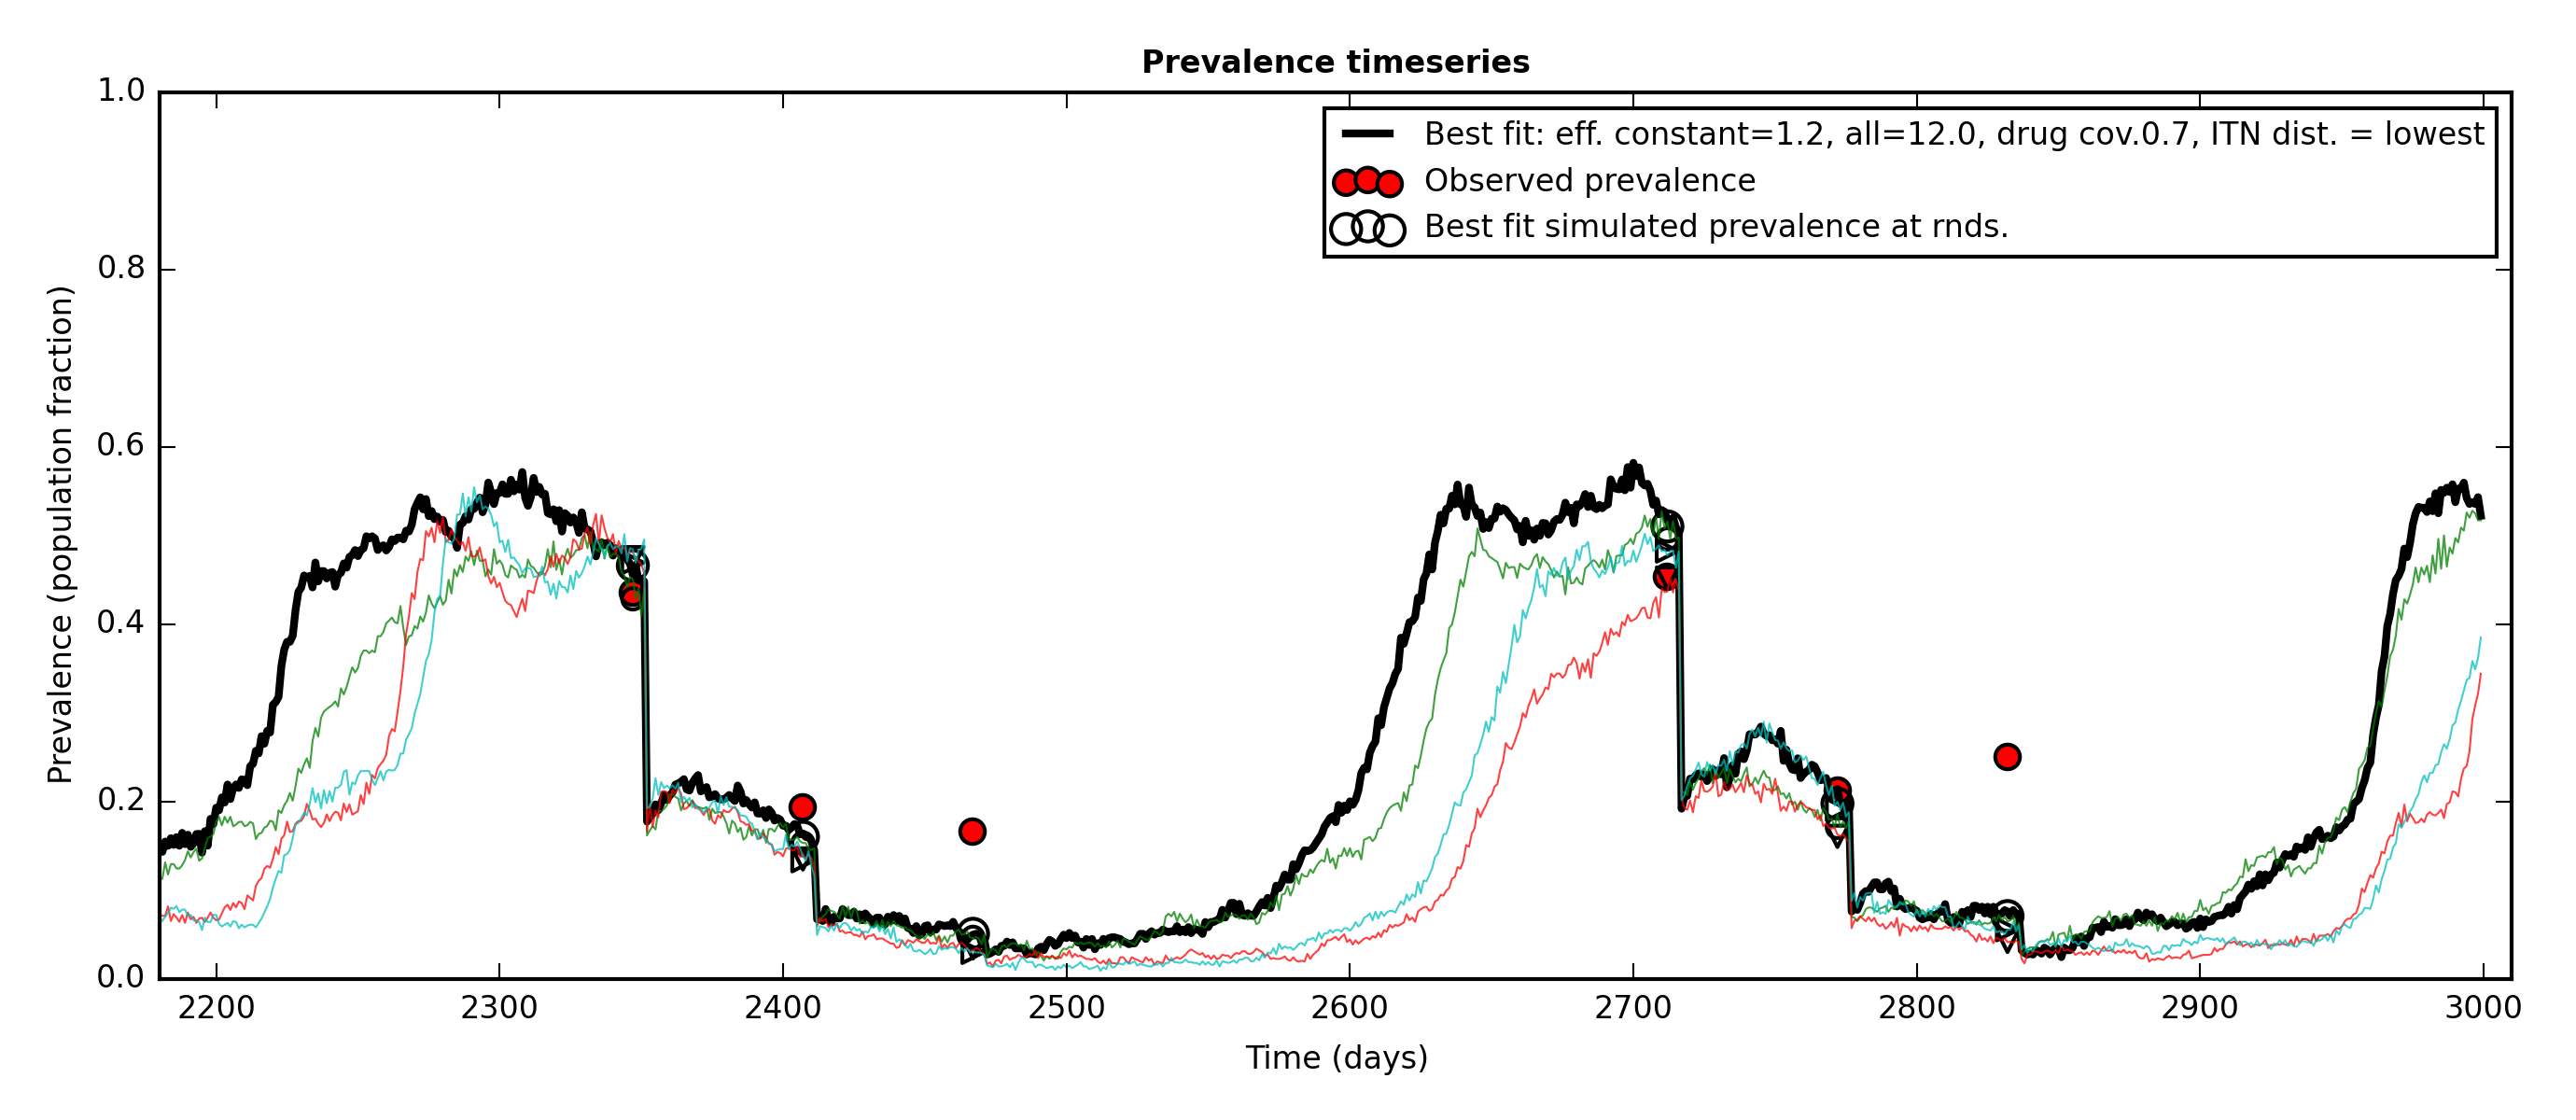 Prevalence timeseries
1.0
0.8
0.6
0.4
0.2
0.0
Prevalence (population fraction)
Best fit: eff. constant=1.2, all=12.0, drug cov.0.7, ITN dist. = lowest
Observed prevalence
Best fit simulated prevalence at rnds.
2200 2300 2400 2500 2600 2700 2800 2900 3000
Time (days)